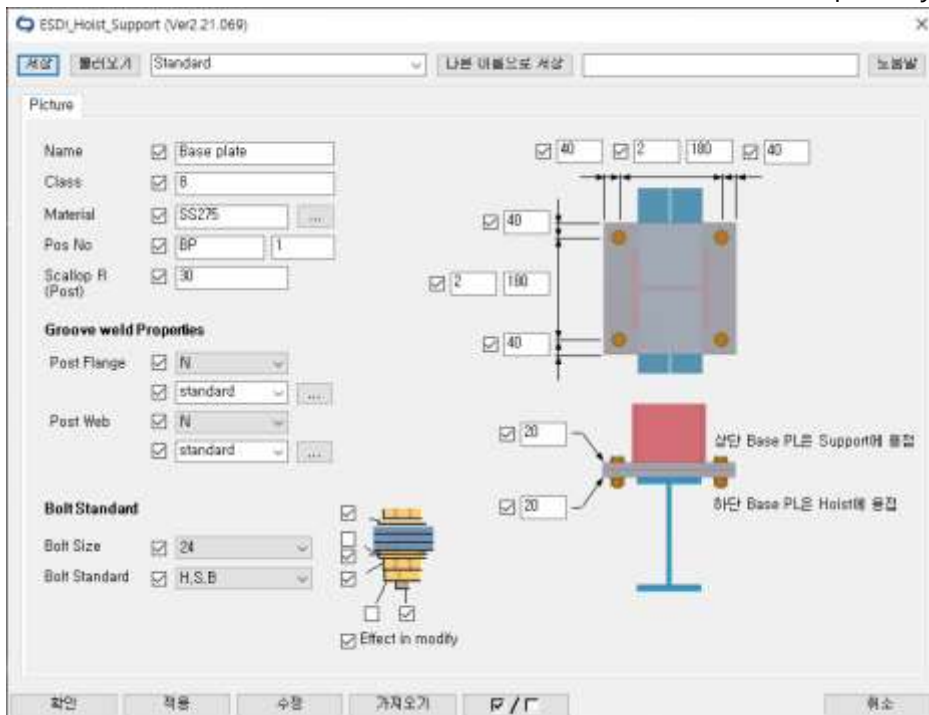 ESDI_Hoist_Support (Ver2.21.069)
저장 불러오기 Standard 다른 이름으로 저장 도움말
Picture
Name Base plate
Class 8
Material SS275 ...
Pos No BP 1
Scallop R 30
(Post)
Groove weld Properties
Post Flange N
standard ...
Post Web N
standard ...
Bolt Standard
Bolt Size 24
Bolt Standard H.S.B
Effect in modify
40 2 180 40
40
2 180
40
20 상단 Base PL은 Support에 용접
20 하단 Base PL은 Hoist에 용접
확인 적용 수정 가져오기 / 취소